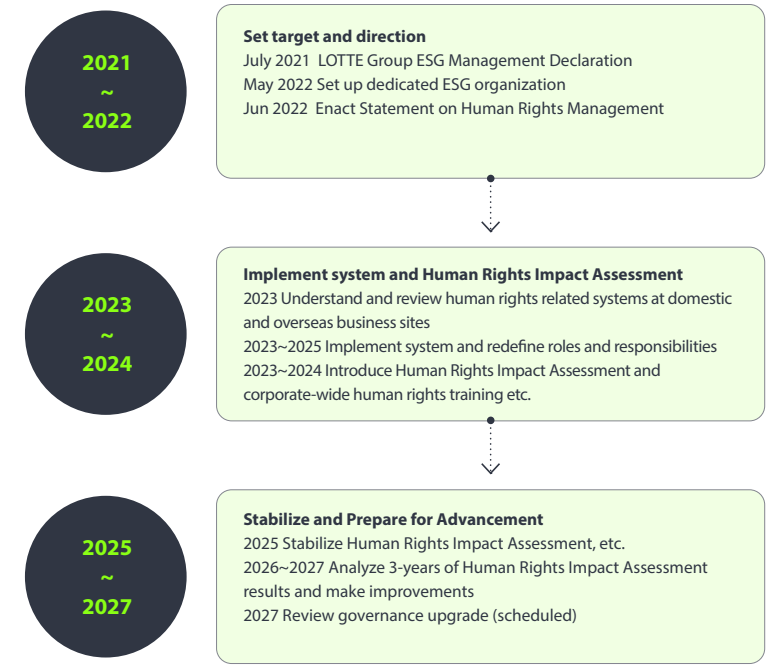 2021
~
2022
Set target and direction
July 2021 LOTTE Group ESG Management Declaration
May 2022 Set up dedicated ESG organization
Jun 2022 Enact Statement on Human Rights Management
2023
~
2024
Implement system and Human Rights Impact Assessment
2023 Understand and review human rights related systems at domestic
and overseas business sites
2023~2025 Implement system and redefine roles and responsibilities
2023~2024 Introduce Human Rights Impact Assessment and
corporate-wide human rights training etc.
2025
~
2027
Stabilize and Prepare for Advancement
2025 Stabilize Human Rights Impact Assessment, etc.
2026~2027 Analyze 3-years of Human Rights Impact Assessment
results and make improvements
2027 Review governance upgrade (scheduled)